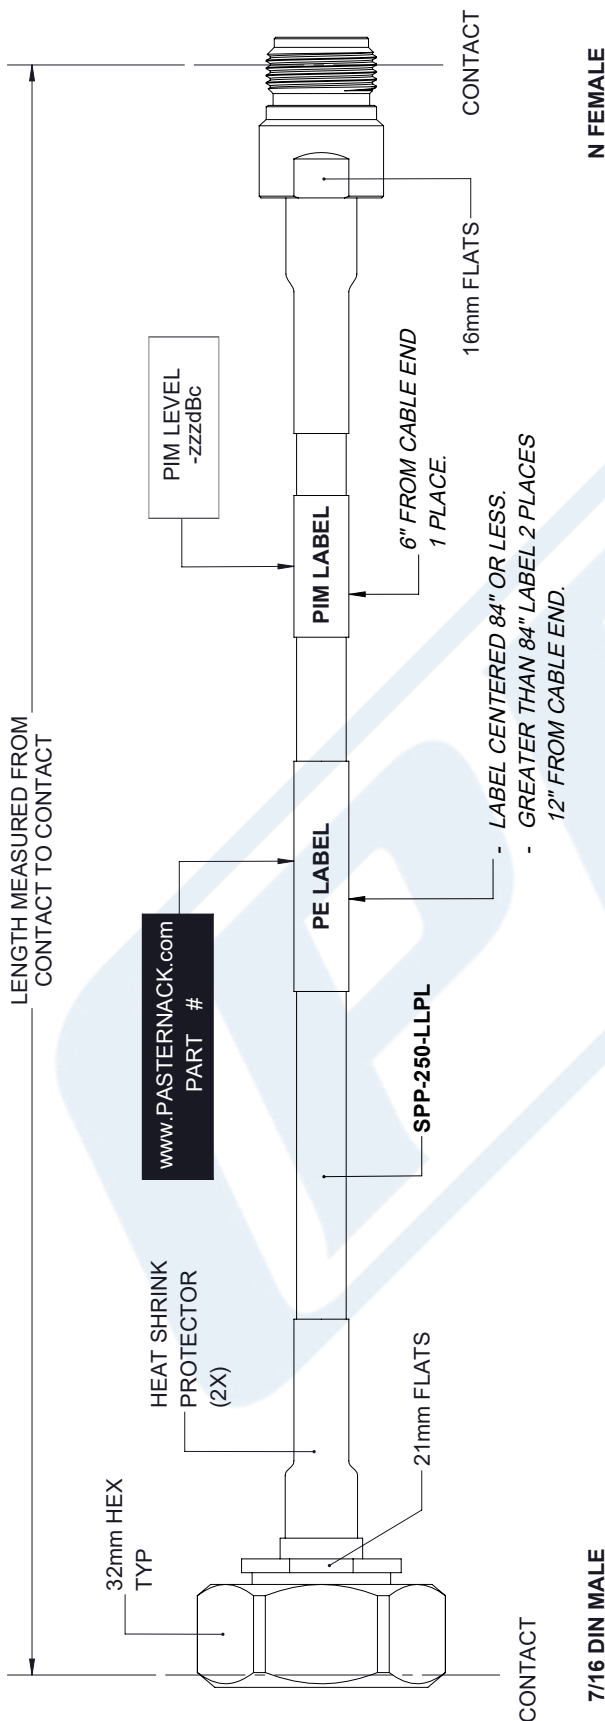 LENGTH MEASURED FROM
CONTACT TO CONTACT
32mm HEX
TYP
HEAT SHRINK
PROTECTOR
(2X)
www.PASTERNACK.com
PART #
PIM LEVEL
-zzzdBc
PE LABEL
PIM LABEL
21mm FLATS
SPP-250-LLPL
- LABEL CENTERED 84" OR LESS.
- GREATER THAN 84" LABEL 2 PLACES
12" FROM CABLE END.
6" FROM CABLE END
1 PLACE.
16mm FLATS
CONTACT
CONTACT
7/16 DIN MALE
N FEMALE